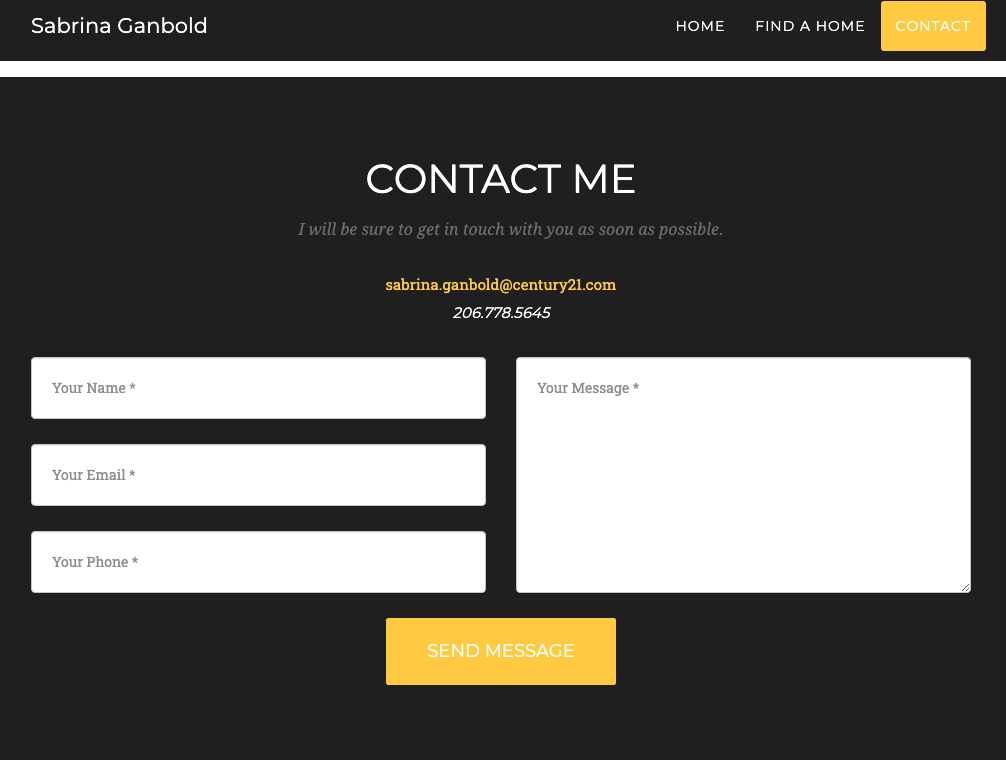 Sabrina Ganbold
HOME
FIND A HOME
CONTACT
CONTACT ME
I will be sure to get in touch with you as soon as possible.
sabrina.ganbold@century21.com
206.778.5645
Your Name *
Your Email *
Your Phone *
Your Message *
SEND MESSAGE